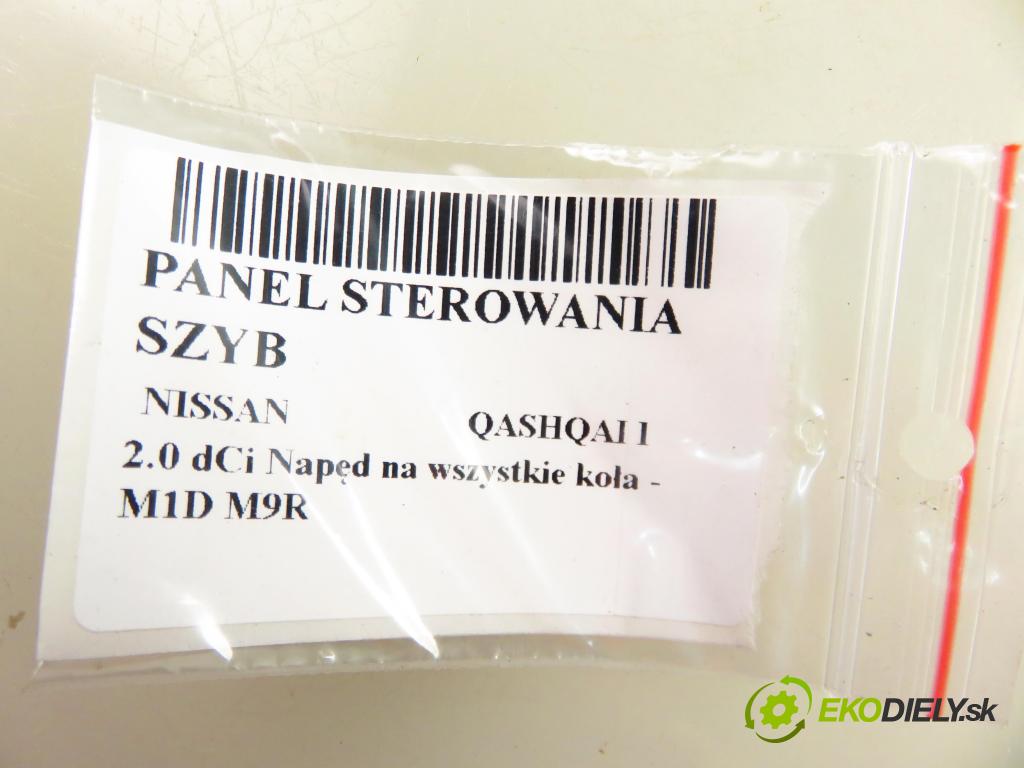 PANEL STEROWANIA
SZYB
NISSAN QASHQAI I
2.0 dCi Napęd na wszystkie koła -
M1D M9R
EKODIELY.sk